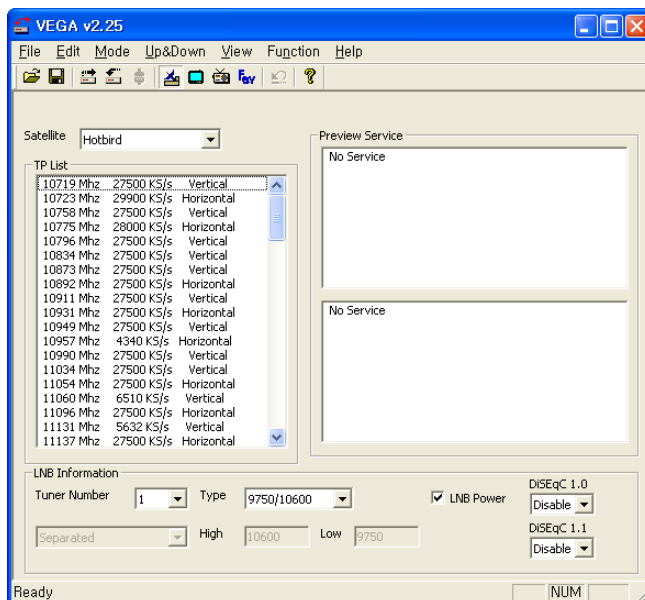 VEGA v2.25
File Edit Mode Up&Down View Function Help
Satellite Hotbird
TP List
10719 Mhz 27500 KS/s Vertical
10723 Mhz 29900 KS/s Horizontal
10758 Mhz 27500 KS/s Vertical
10775 Mhz 28000 KS/s Horizontal
10796 Mhz 27500 KS/s Vertical
10834 Mhz 27500 KS/s Vertical
10873 Mhz 27500 KS/s Vertical
10892 Mhz 27500 KS/s Horizontal
10911 Mhz 27500 KS/s Vertical
10931 Mhz 27500 KS/s Horizontal
10949 Mhz 27500 KS/s Vertical
10957 Mhz 4340 KS/s Horizontal
10990 Mhz 27500 KS/s Vertical
11034 Mhz 27500 KS/s Vertical
11054 Mhz 27500 KS/s Horizontal
11060 Mhz 6510 KS/s Vertical
11096 Mhz 27500 KS/s Horizontal
11131 Mhz 5632 KS/s Vertical
11137 Mhz 27500 KS/s Horizontal
Preview Service
No Service
No Service
LNB Information
Tuner Number 1 Type 9750/10600 LNB Power
DiSEqC 1.0
Disable
Separated High 10600 Low 9750
DiSEqC 1.1
Disable
Ready NUM